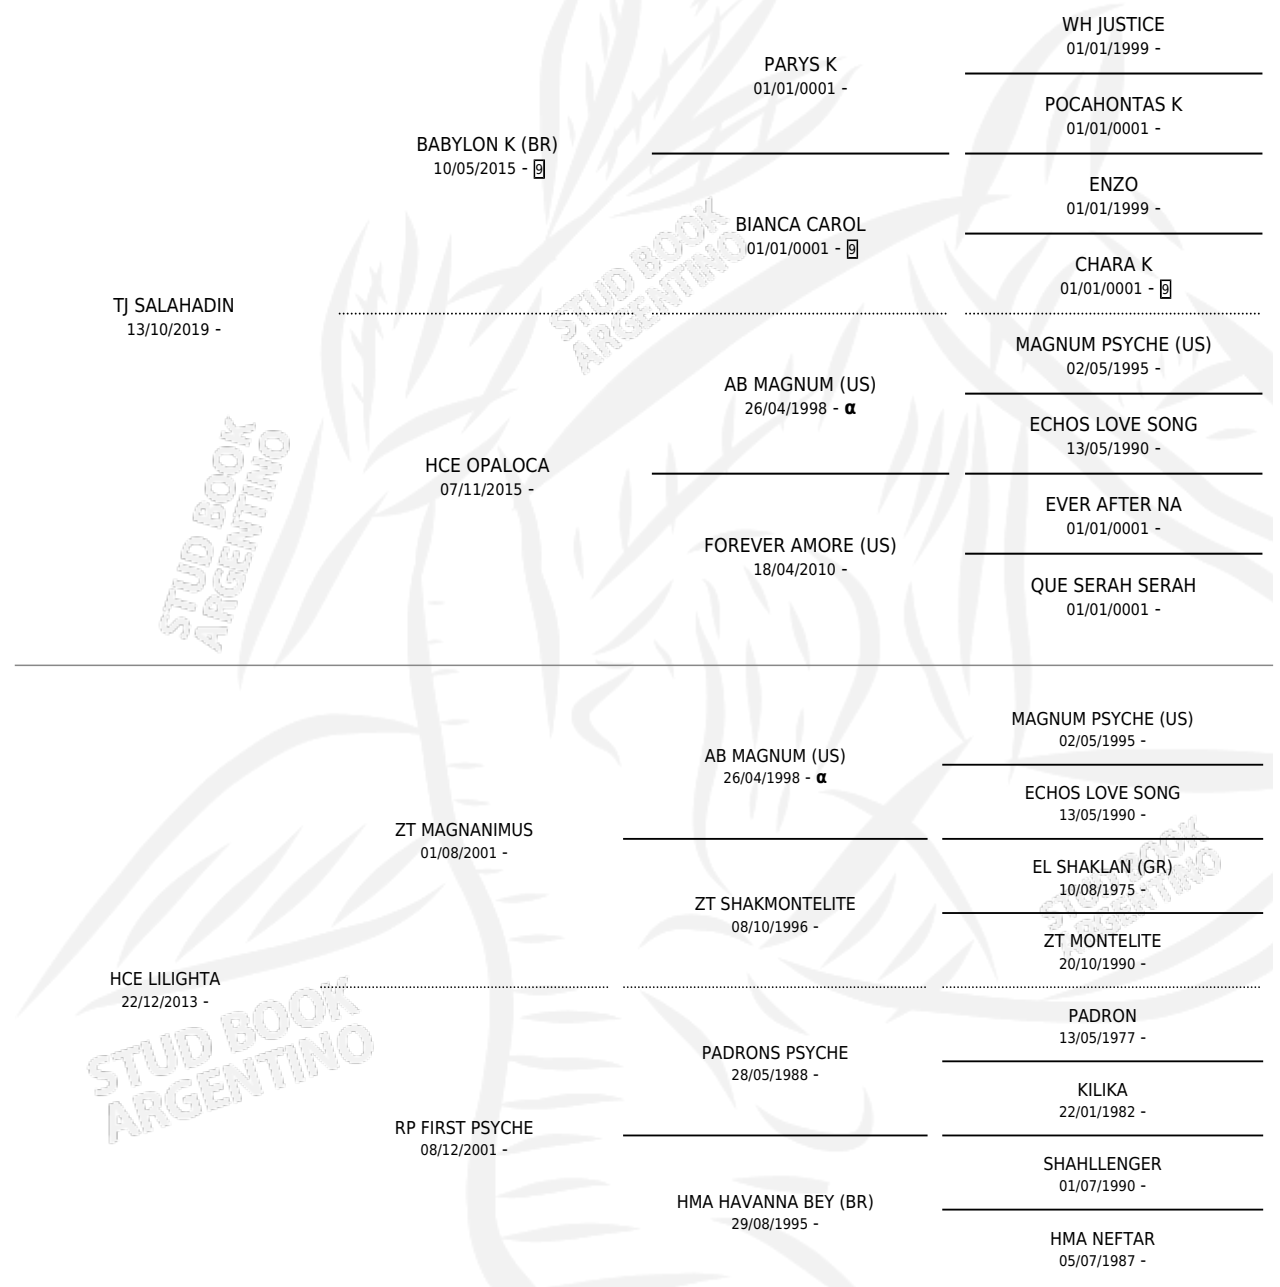 WH JUSTICE
01/01/1999 -
PARYS K
01/01/0001 -
POCAHONTAS K
01/01/0001 -
BABYLON K (BR)
10/05/2015 - 9
ENZO
01/01/1999 -
BIANCA CAROL
01/01/0001 - 9
CHARA K
01/01/0001 - 9
TJ SALAHADIN
13/10/2019 -
MAGNUM PSYCHE (US)
02/05/1995 -
AB MAGNUM (US)
26/04/1998 - α
ECHOS LOVE SONG
13/05/1990 -
HCE OPALOCA
07/11/2015 -
EVER AFTER NA
01/01/0001 -
FOREVER AMORE (US)
18/04/2010 -
QUE SERAH SERAH
01/01/0001 -
MAGNUM PSYCHE (US)
02/05/1995 -
AB MAGNUM (US)
26/04/1998 - α
ECHOS LOVE SONG
13/05/1990 -
ZT MAGNANIMUS
01/08/2001 -
EL SHAKLAN (GR)
10/08/1975 -
ZT SHAKMONTELITE
08/10/1996 -
ZT MONTELITE
20/10/1990 -
HCE LILIGHTA
22/12/2013 -
PADRON
13/05/1977 -
PADRONS PSYCHE
28/05/1988 -
KILIKA
22/01/1982 -
RP FIRST PSYCHE
08/12/2001 -
SHAHLLENGER
01/07/1990 -
HMA HAVANNA BEY (BR)
29/08/1995 -
HMA NEFTAR
05/07/1987 -
STUD BOOK
ARGENTINO
STUD BOOK
ARGENTINO
STUD BOOK
ARGENTINO
STUD BOOK
ARGENTINO